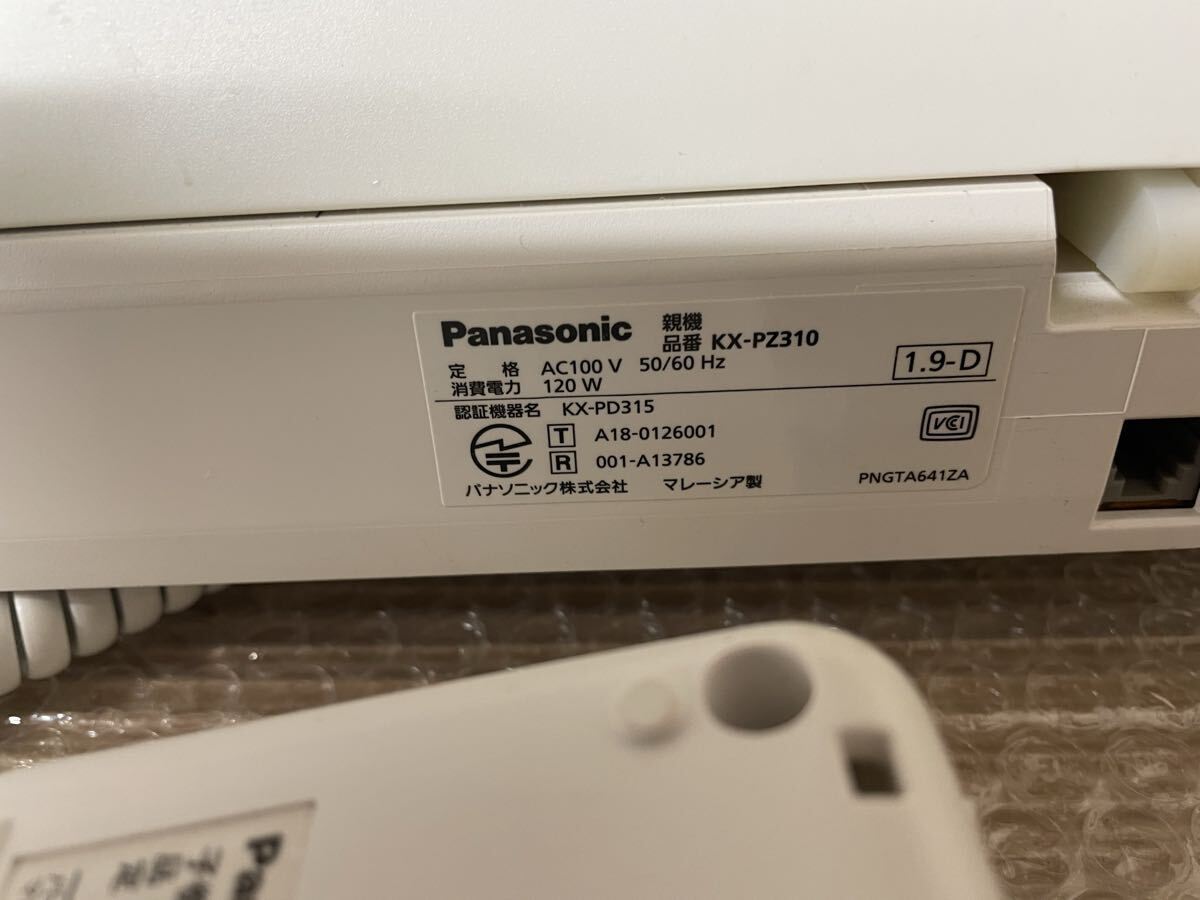 Panasonic 親機 品番 KX-PZ310
定 格 AC100 V 50/60 Hz
消費電力 120 W
1.9-D
認証機器名 KX-PD315
T A18-0126001
R 001-A13786
VCCI
パナソニック株式会社 マレーシア製
PNGTA641ZA
Pa